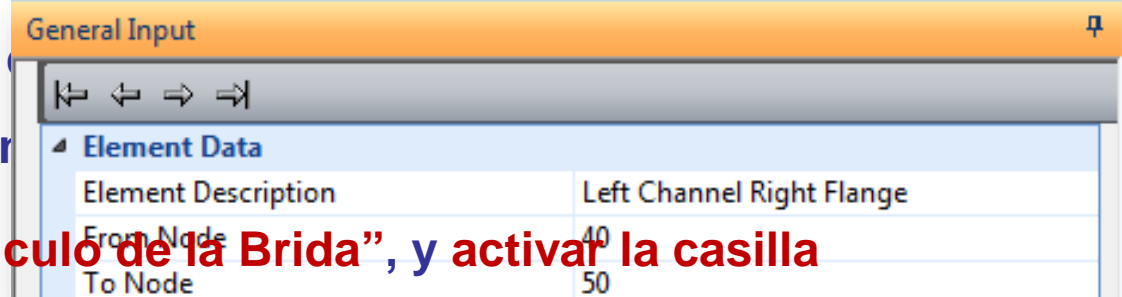 General Input
Element Data
Element Description Left Channel Right Flange
From Node 40
culo de la Brida”, y activar la casilla
To Node 50